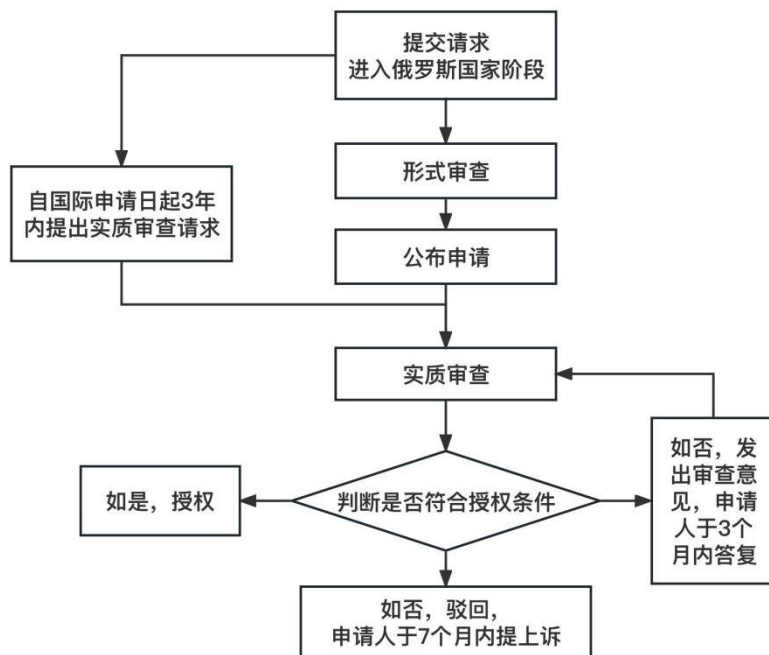 提交请求
进入俄罗斯国家阶段
形式审查
自国际申请日起3年
内提出实质审查请求
公布申请
实质审查
如否，发
出审查意
见，申请
人于3个
月内答复
如是，授权
判断是否符合授权条件
如否，驳回，
申请人于7个月内提上诉